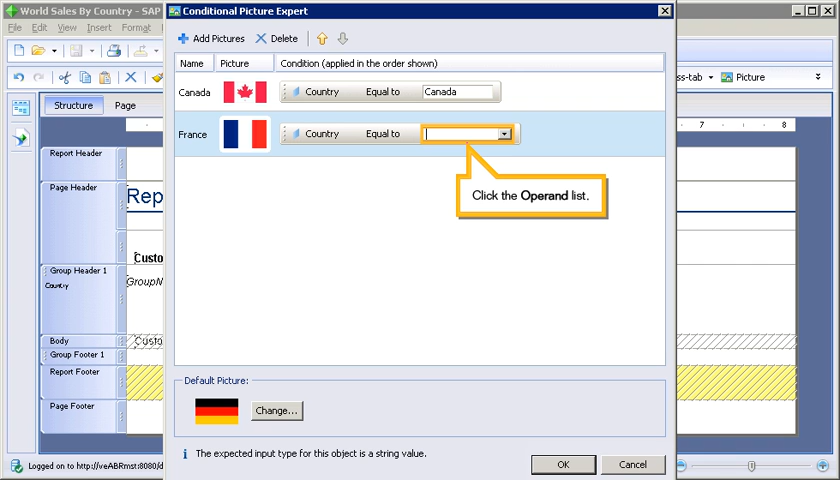 World Sales By Country - SAP
Conditional Picture Expert
File Edit View Insert Format
Add Pictures Delete
Name Picture Condition (applied in the order shown)
Canada Country Equal to Canada
France Country Equal to
Click the Operand list.
ss-tab Picture
Structure Page
7 8
Report Header
Page Header
Rep
Custo
Group Header 1
Country
GroupN
Body
Custo
Group Footer 1
Report Footer
Page Footer
Default Picture:
Change...
The expected input type for this object is a string value.
OK Cancel
Logged on to http://veABRmst:8080/d